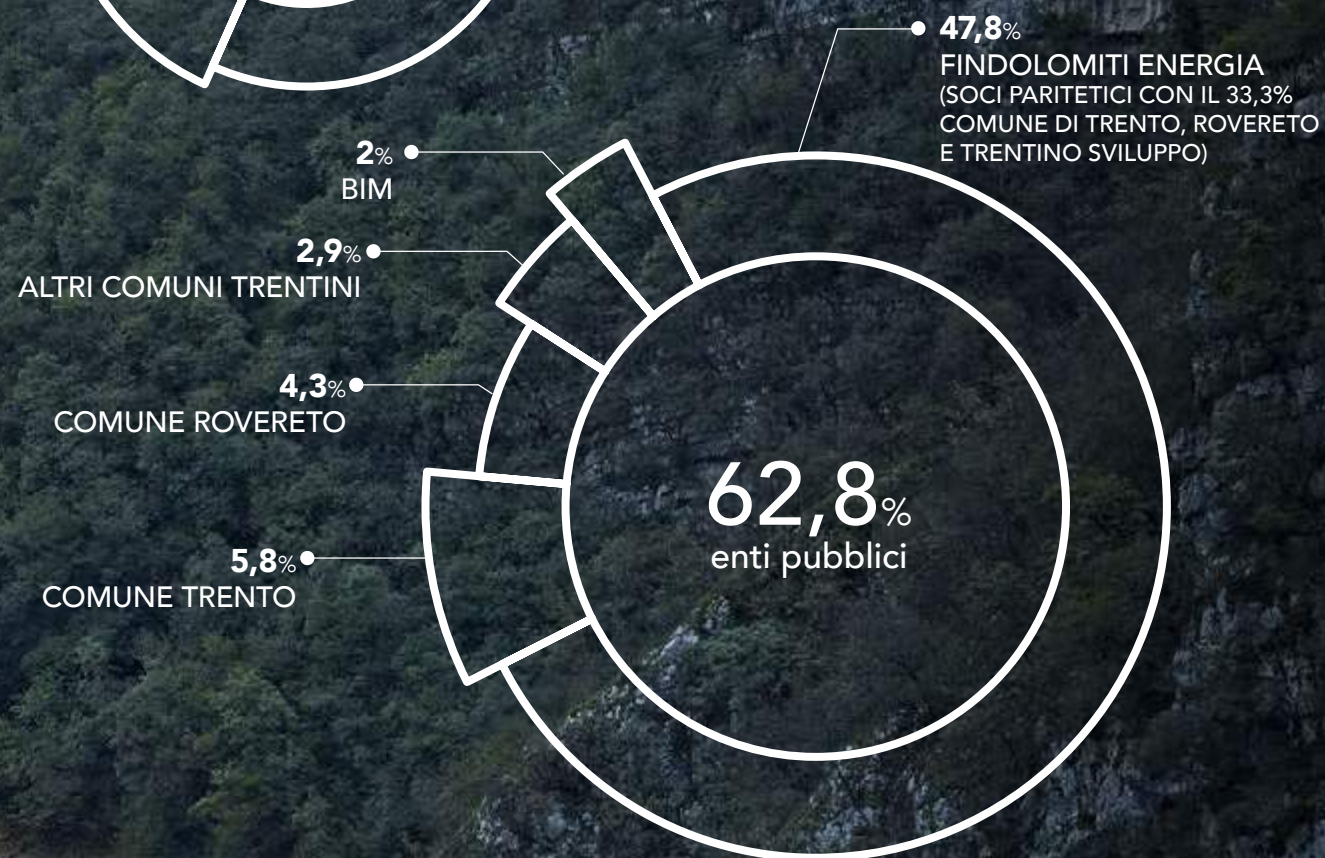 47,8%
FINDOLOMITI ENERGIA
(SOCI PARITETICI CON IL 33,3%
COMUNE DI TRENTO, ROVERETO
E TRENTINO SVILUPPO)
2%
BIM
2,9%
ALTRI COMUNI TRENTINI
4,3%
COMUNE ROVERETO
5,8%
COMUNE TRENTO
62,8%
enti pubblici